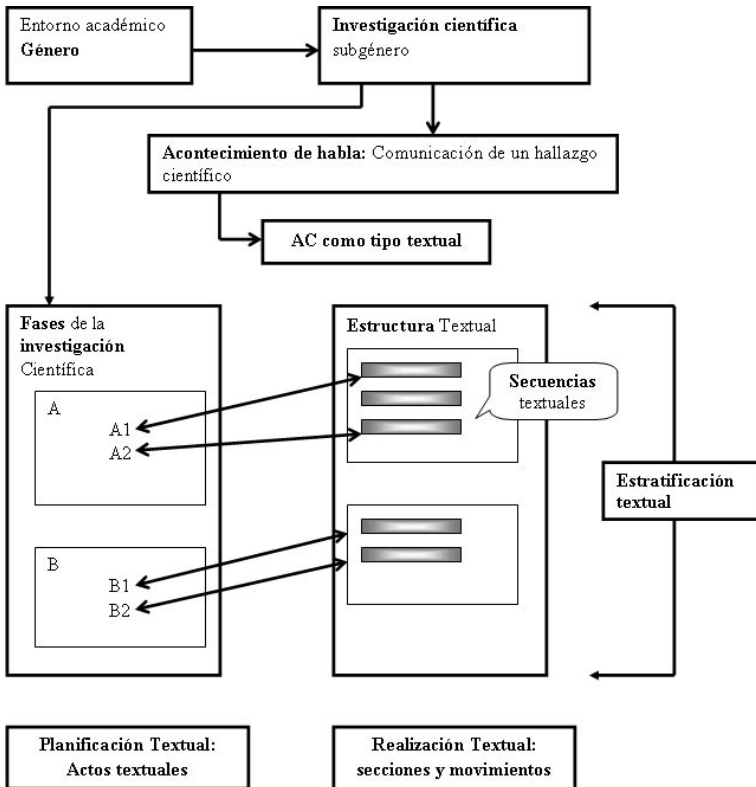 Entorno académico
Género
Investigación científica
subgénero
Acontecimiento de habla: Comunicación de un hallazgo
científico
AC como tipo textual
Fases de la
investigación
Científica
A
A1
A2
B
B1
B2
Estructura Textual
Secuencias
textuales
Estratificación
textual
Planificación Textual:
Actos textuales
Realización Textual:
secciones y movimientos